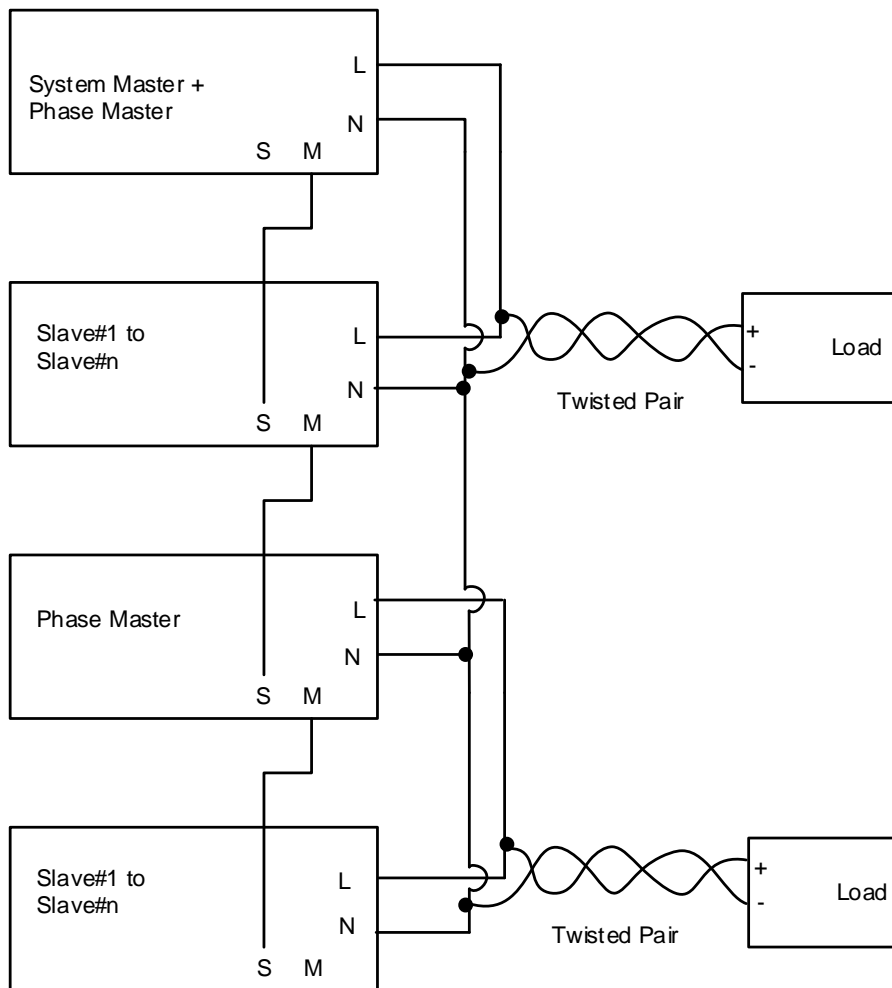 System Master +
Phase Master
L
N
S M
Slave#1 to
Slave#n
L
N
S M
+
-
Load
Twisted Pair
Phase Master
L
N
S M
Slave#1 to
Slave#n
L
N
S M
+
-
Load
Twisted Pair